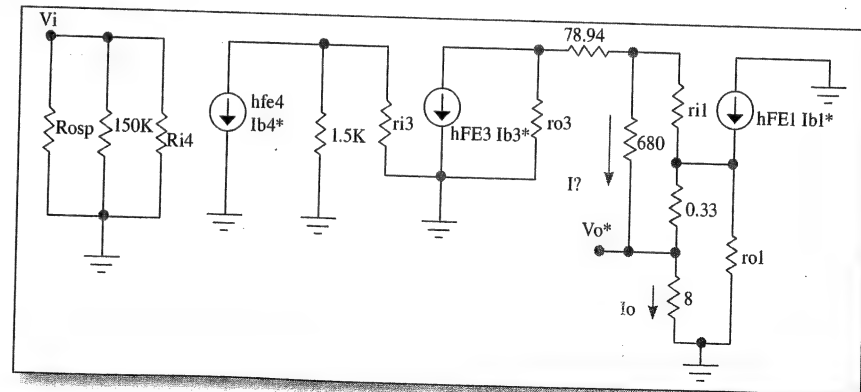 Vi
Rosp
150K
Ri4
hfe4
Ib4*
1.5K
ri3
hFE3 Ib3*
ro3
78.94
680
I?
ri1
hFE1 Ib1*
0.33
Vo*
ro1
Io
8